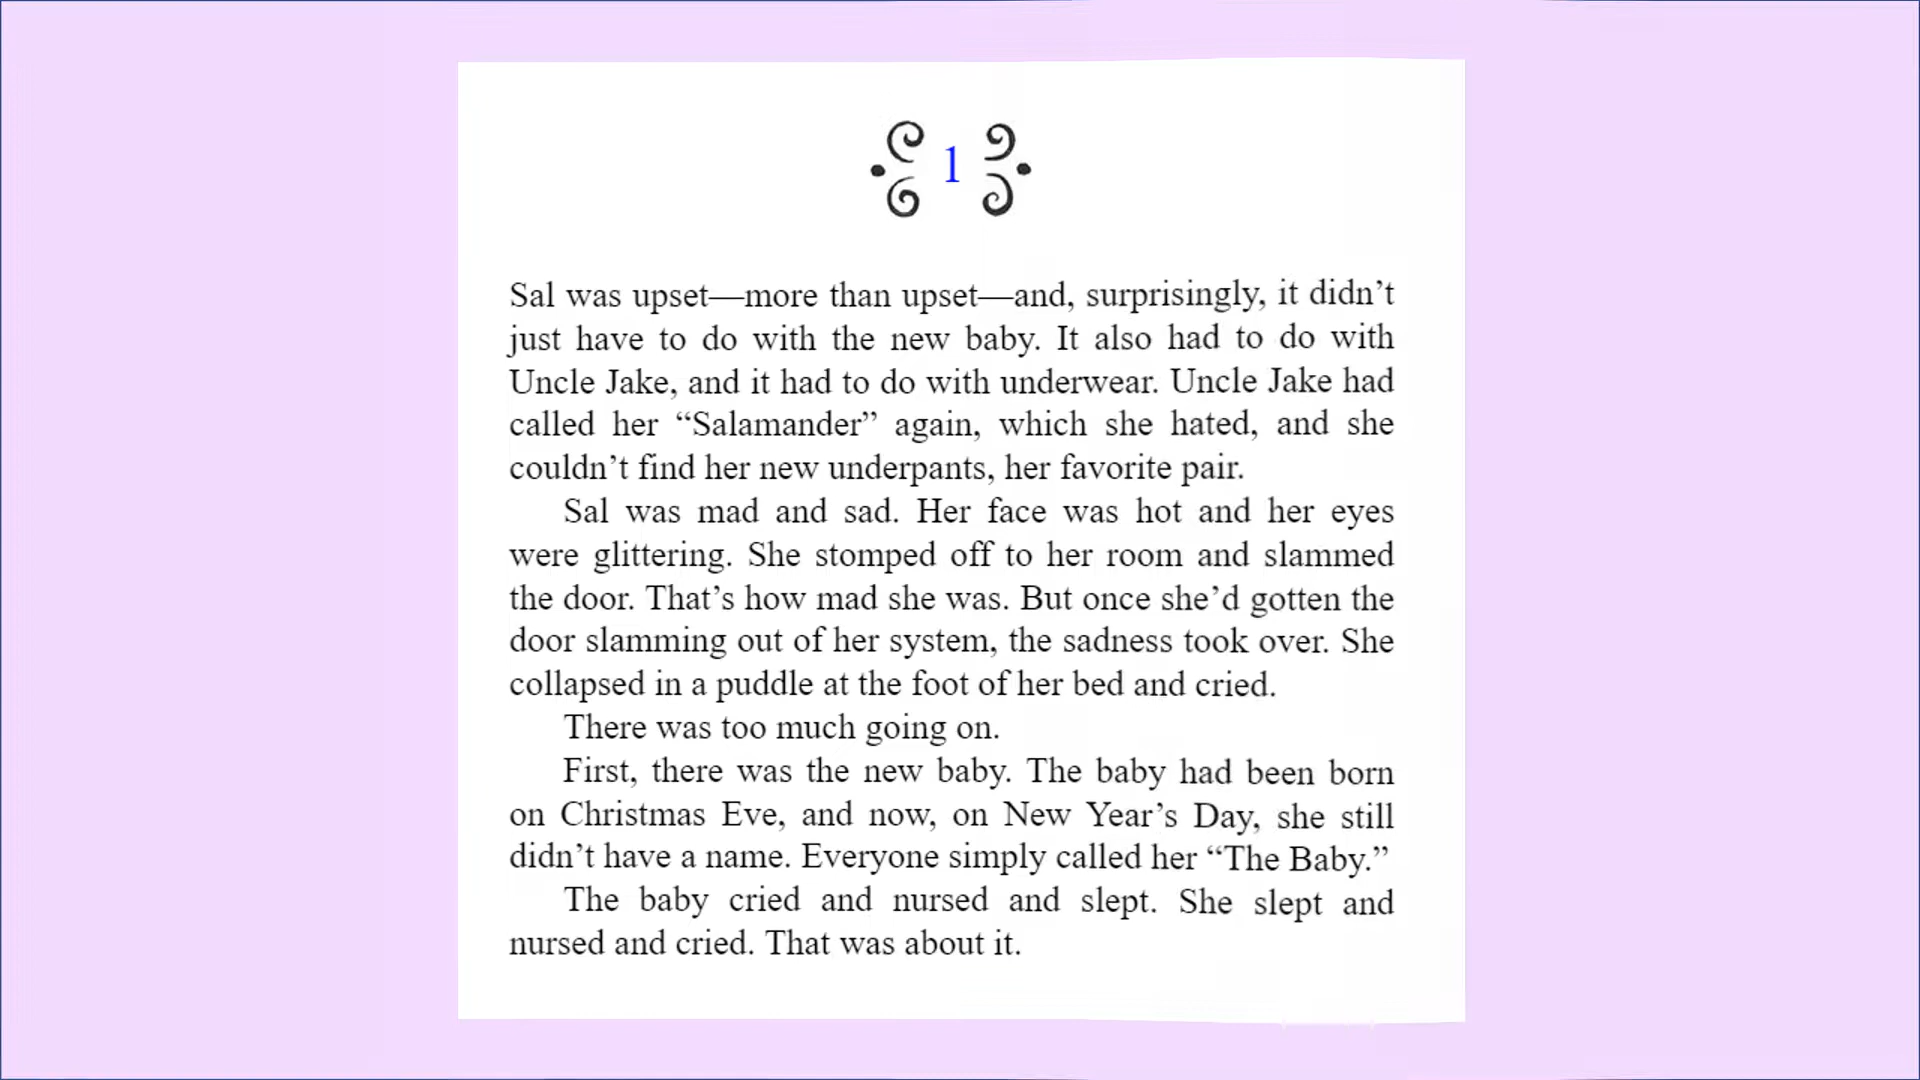 1
Sal was upset—more than upset—and, surprisingly, it didn’t
just have to do with the new baby. It also had to do with
Uncle Jake, and it had to do with underwear. Uncle Jake had
called her “Salamander” again, which she hated, and she
couldn’t find her new underpants, her favorite pair.
Sal was mad and sad. Her face was hot and her eyes
were glittering. She stomped off to her room and slammed
the door. That’s how mad she was. But once she’d gotten the
door slamming out of her system, the sadness took over. She
collapsed in a puddle at the foot of her bed and cried.
There was too much going on.
First, there was the new baby. The baby had been born
on Christmas Eve, and now, on New Year’s Day, she still
didn’t have a name. Everyone simply called her “The Baby.”
The baby cried and nursed and slept. She slept and
nursed and cried. That was about it.